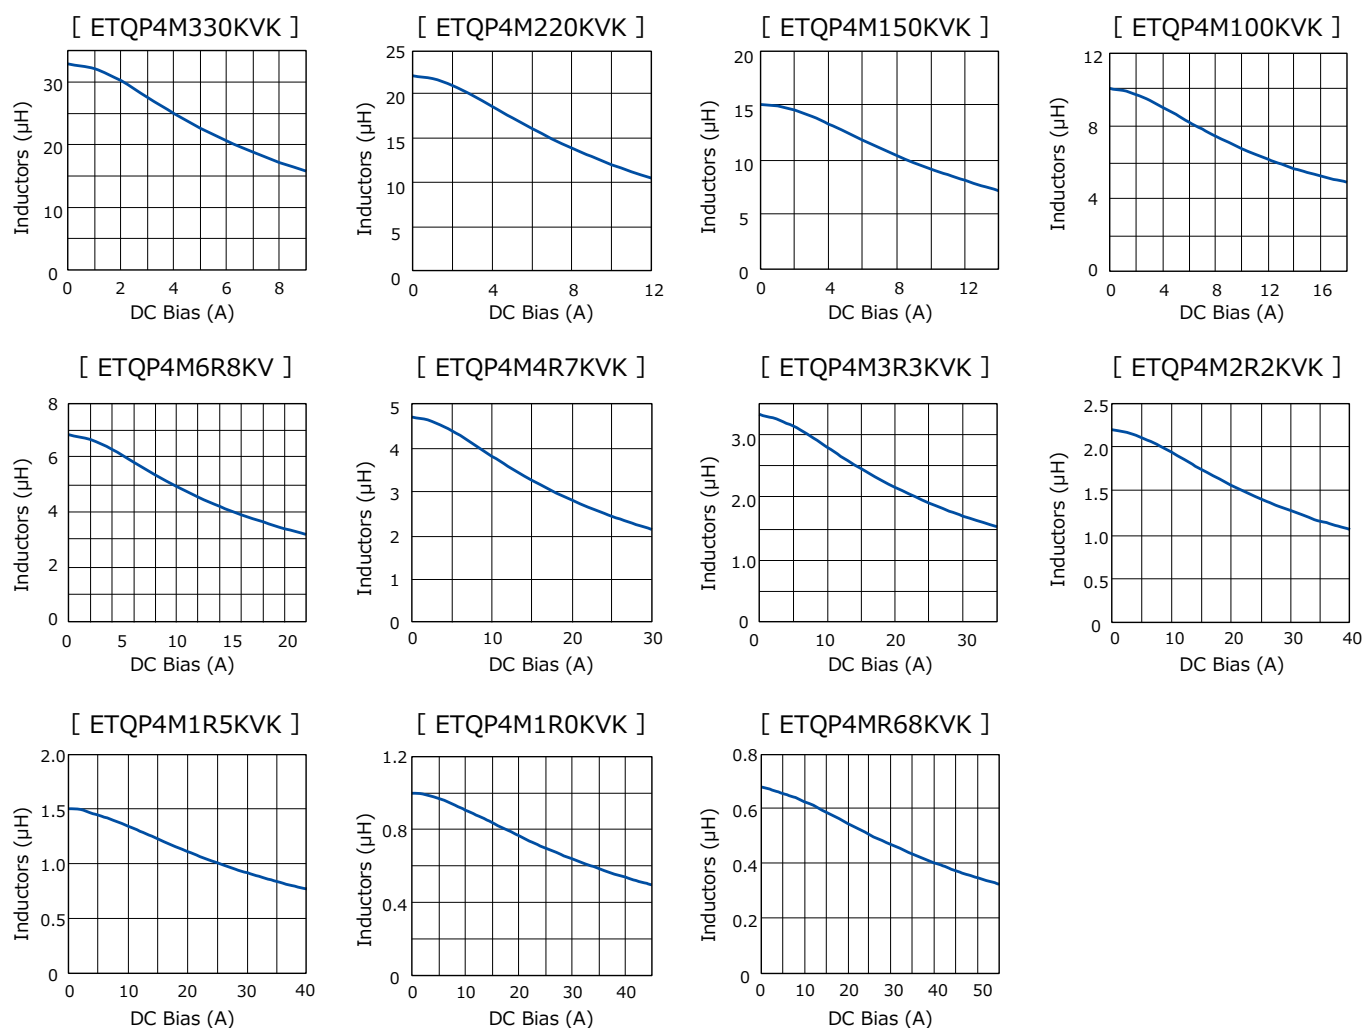 [ ETQP4M330KVK ]
Inductors (µH)
30
20
10
0
0 2 4 6 8
DC Bias (A)
[ ETQP4M220KVK ]
Inductors (µH)
25
20
15
10
5
0
0 4 8 12
DC Bias (A)
[ ETQP4M150KVK ]
Inductors (µH)
20
15
10
5
0
0 4 8 12
DC Bias (A)
[ ETQP4M100KVK ]
Inductors (µH)
12
8
4
0
0 4 8 12 16
DC Bias (A)
[ ETQP4M6R8KV ]
Inductors (µH)
8
6
4
2
0
0 5 10 15 20
DC Bias (A)
[ ETQP4M4R7KVK ]
Inductors (µH)
5
4
3
2
1
0
0 10 20 30
DC Bias (A)
[ ETQP4M3R3KVK ]
Inductors (µH)
3.0
2.0
1.0
0
0 10 20 30
DC Bias (A)
[ ETQP4M2R2KVK ]
Inductors (µH)
2.5
2.0
1.5
1.0
0.5
0
0 10 20 30 40
DC Bias (A)
[ ETQP4M1R5KVK ]
Inductors (µH)
2.0
1.5
1.0
0.5
0
0 10 20 30 40
DC Bias (A)
[ ETQP4M1R0KVK ]
Inductors (µH)
1.2
0.8
0.4
0
0 10 20 30 40
DC Bias (A)
[ ETQP4MR68KVK ]
Inductors (µH)
0.8
0.6
0.4
0.2
0
0 10 20 30 40 50
DC Bias (A)